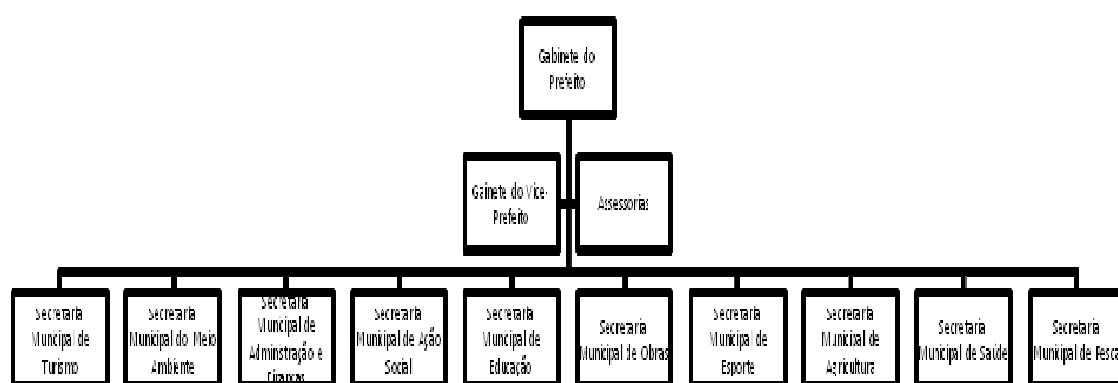 Gabinete do
Prefeito
Gainete do Vice-
Prefeito
Assessorias
Secretaria
Municipal de
Turismo
Secretaria
Municipal do Meio
Ambiente
Secretaria
Municipal de
Adminstração e
Finanças
Secretaria
Municipal de Ação
Social
Secretaria
Municipal de
Educação
Secretaria
Municipal de Obras
Secretaria
Municipal de
Esporte
Secretaria
Municipal de
Agricultura
Secretaria
Municipal de Saúde
Secretaria
Municipal de Pesca